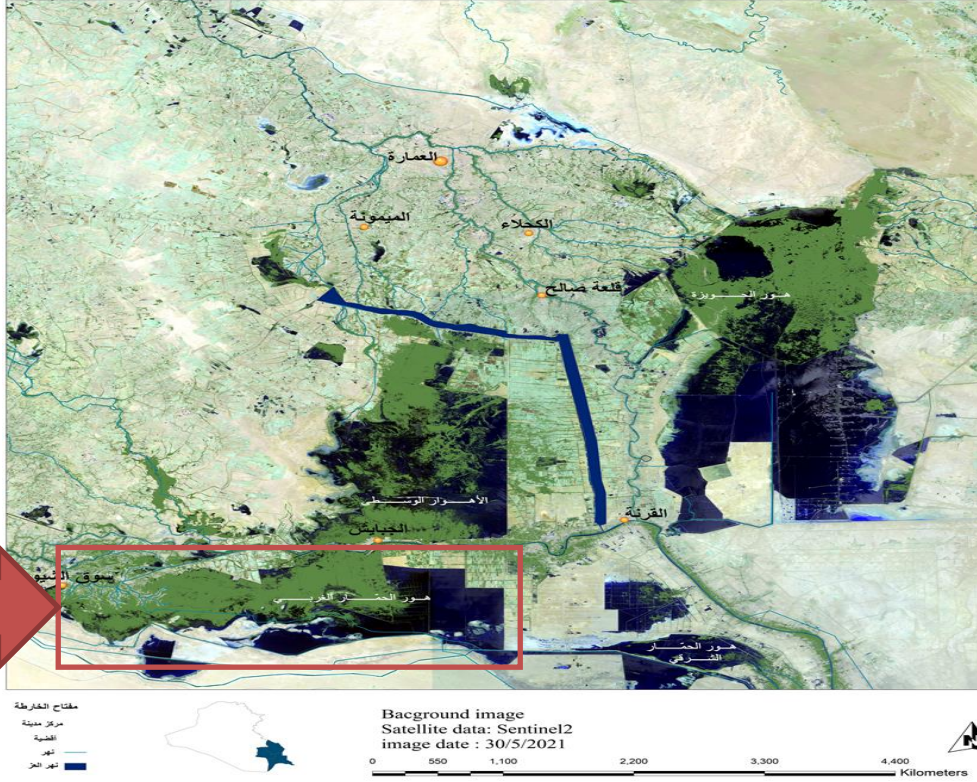 العمارة
الميمونة
الكحلاء
قلعة صالح
هور الحويزة
الأهوار الوسطى
القرنة
الجبايش
سوق الشيو
هور الحمار الغربي
هور الحمار
الشرقي
مفتاح الخارطة
مركز مدينة
أقضية
نهر
نهر العز
Bacground image
Satellite data: Sentinel2
image date : 30/5/2021
0 550 1,100 2,200 3,300 4,400
Kilometers
N